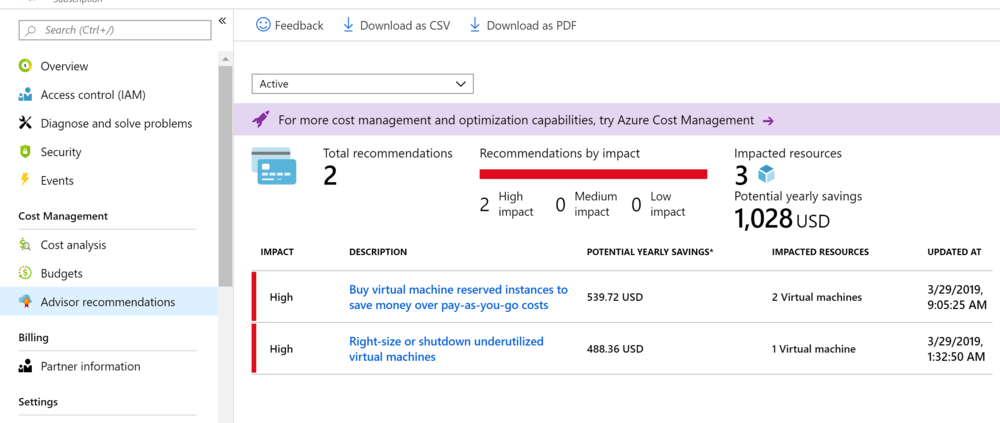 Subscription
«
Search (Ctrl+/)
Overview
Access control (IAM)
Diagnose and solve problems
Security
Events
Cost Management
Cost analysis
Budgets
Advisor recommendations
Billing
Partner information
Settings
Feedback
Download as CSV
Download as PDF
Active
For more cost management and optimization capabilities, try Azure Cost Management →
Total recommendations
2
Recommendations by impact
2 High impact
0 Medium impact
0 Low impact
Impacted resources
3
Potential yearly savings
1,028 USD
IMPACT DESCRIPTION POTENTIAL YEARLY SAVINGS* IMPACTED RESOURCES UPDATED AT
High
Buy virtual machine reserved instances to
save money over pay-as-you-go costs
539.72 USD
2 Virtual machines
3/29/2019,
9:05:25 AM
High
Right-size or shutdown underutilized
virtual machines
488.36 USD
1 Virtual machine
3/29/2019,
1:32:50 AM